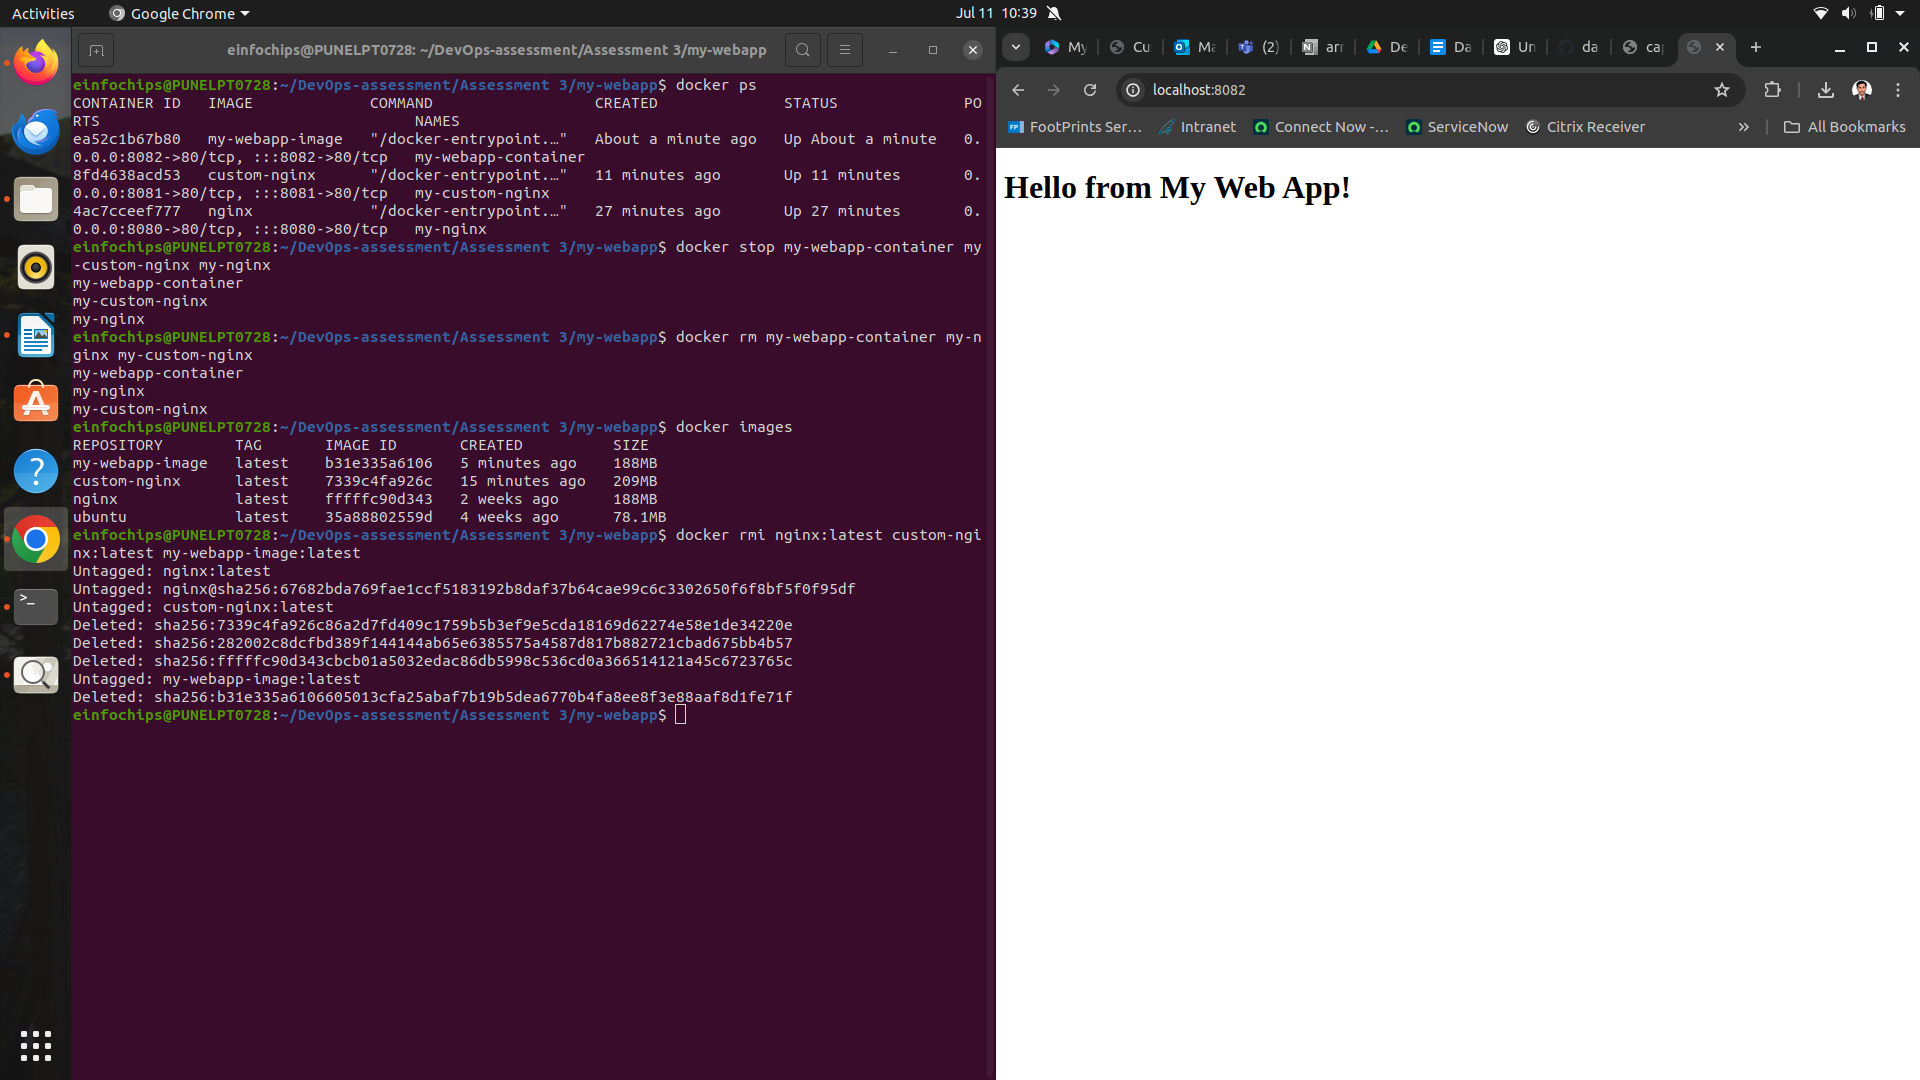 Activities
Google Chrome
Jul 11 10:39
einfochips@PUNELPT0728: ~/DevOps-assessment/Assessment 3/my-webapp
einfochips@PUNELPT0728:~/DevOps-assessment/Assessment 3/my-webapp$ docker ps
CONTAINER ID   IMAGE             COMMAND                  CREATED              STATUS              PO
RTS                                   NAMES
ea52c1b67b80   my-webapp-image   "/docker-entrypoint.…"   About a minute ago   Up About a minute   0.
0.0.0:8082->80/tcp, :::8082->80/tcp   my-webapp-container
8fd4638acd53   custom-nginx      "/docker-entrypoint.…"   11 minutes ago       Up 11 minutes       0.
0.0.0:8081->80/tcp, :::8081->80/tcp   my-custom-nginx
4ac7cceef777   nginx             "/docker-entrypoint.…"   27 minutes ago       Up 27 minutes       0.
0.0.0:8080->80/tcp, :::8080->80/tcp   my-nginx
einfochips@PUNELPT0728:~/DevOps-assessment/Assessment 3/my-webapp$ docker stop my-webapp-container my
-custom-nginx my-nginx
my-webapp-container
my-custom-nginx
my-nginx
einfochips@PUNELPT0728:~/DevOps-assessment/Assessment 3/my-webapp$ docker rm my-webapp-container my-n
ginx my-custom-nginx
my-webapp-container
my-nginx
my-custom-nginx
einfochips@PUNELPT0728:~/DevOps-assessment/Assessment 3/my-webapp$ docker images
REPOSITORY        TAG       IMAGE ID       CREATED          SIZE
my-webapp-image   latest    b31e335a6106   5 minutes ago    188MB
custom-nginx      latest    7339c4fa926c   15 minutes ago   209MB
nginx             latest    fffffc90d343   2 weeks ago      188MB
ubuntu            latest    35a88802559d   4 weeks ago      78.1MB
einfochips@PUNELPT0728:~/DevOps-assessment/Assessment 3/my-webapp$ docker rmi nginx:latest custom-ngi
nx:latest my-webapp-image:latest
Untagged: nginx:latest
Untagged: nginx@sha256:67682bda769fae1ccf5183192b8daf37b64cae99c6c3302650f6f8bf5f0f95df
Untagged: custom-nginx:latest
Deleted: sha256:7339c4fa926c86a2d7fd409c1759b5b3ef9e5cda18169d62274e58e1de34220e
Deleted: sha256:282002c8dcfbd389f144144ab65e6385575a4587d817b882721cbad675bb4b57
Deleted: sha256:fffffc90d343cbcb01a5032edac86db5998c536cd0a366514121a45c6723765c
Untagged: my-webapp-image:latest
Deleted: sha256:b31e335a6106605013cfa25abaf7b19b5dea6770b4fa8ee8f3e88aaf8d1fe71f
einfochips@PUNELPT0728:~/DevOps-assessment/Assessment 3/my-webapp$
My Cu Ma (2) arr De Da Un da ca
localhost:8082
FootPrints Ser... Intranet Connect Now -... ServiceNow Citrix Receiver » All Bookmarks
Hello from My Web App!